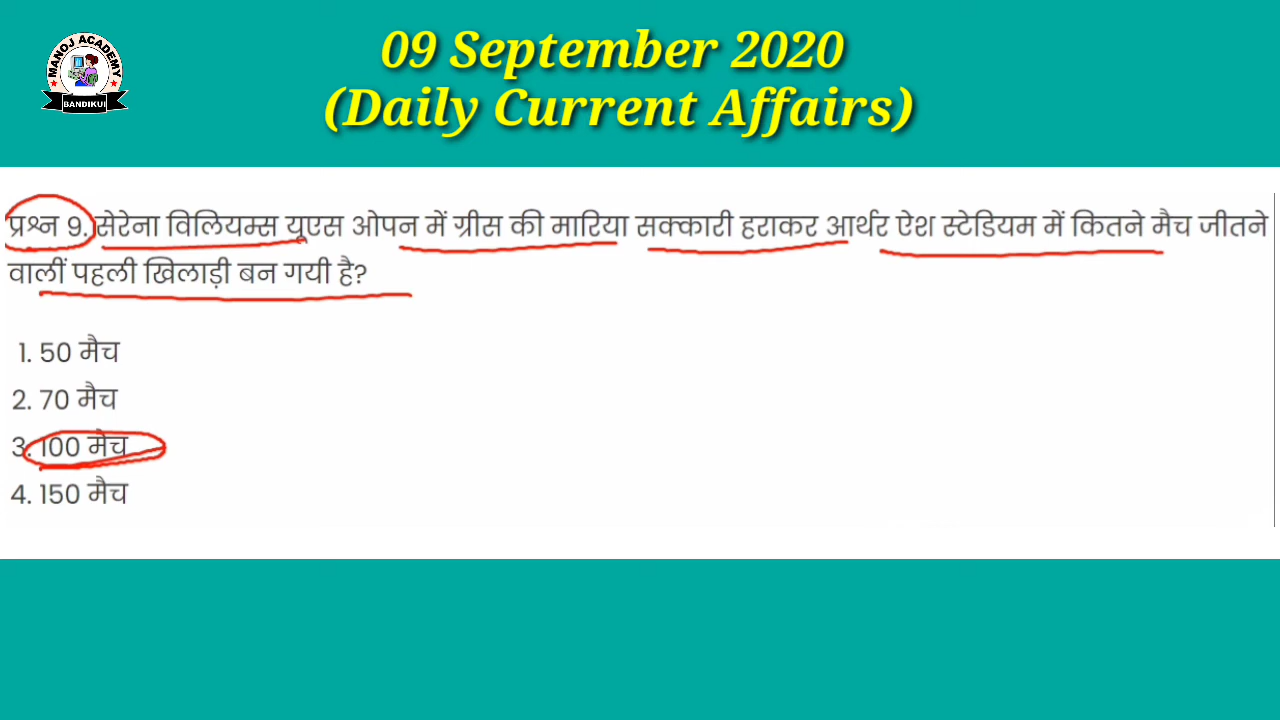 MANOJ ACADEMY
BANDIKUI
09 September 2020
(Daily Current Affairs)
प्रश्न 9. सेरेना विलियम्स यूएस ओपन में ग्रीस की मारिया सक्कारी हराकर आर्थर ऐश स्टेडियम में कितने मैच जीतने
वालीं पहली खिलाड़ी बन गयी है?
1. 50 मैच
2. 70 मैच
3. 100 मैच
4. 150 मैच